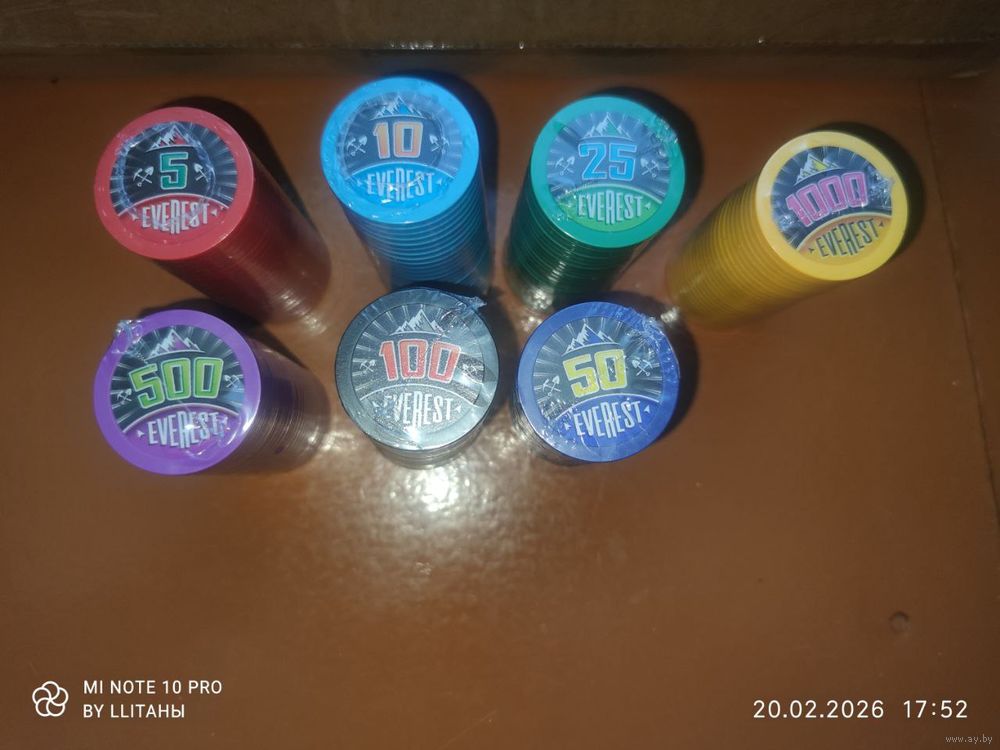 5
EVEREST
10
EVEREST
25
EVEREST
1000
EVEREST
500
EVEREST
100
EVEREST
50
EVEREST
MI NOTE 10 PRO
BY LLITAHЫ
20.02.2026 17:52
www.ay.by